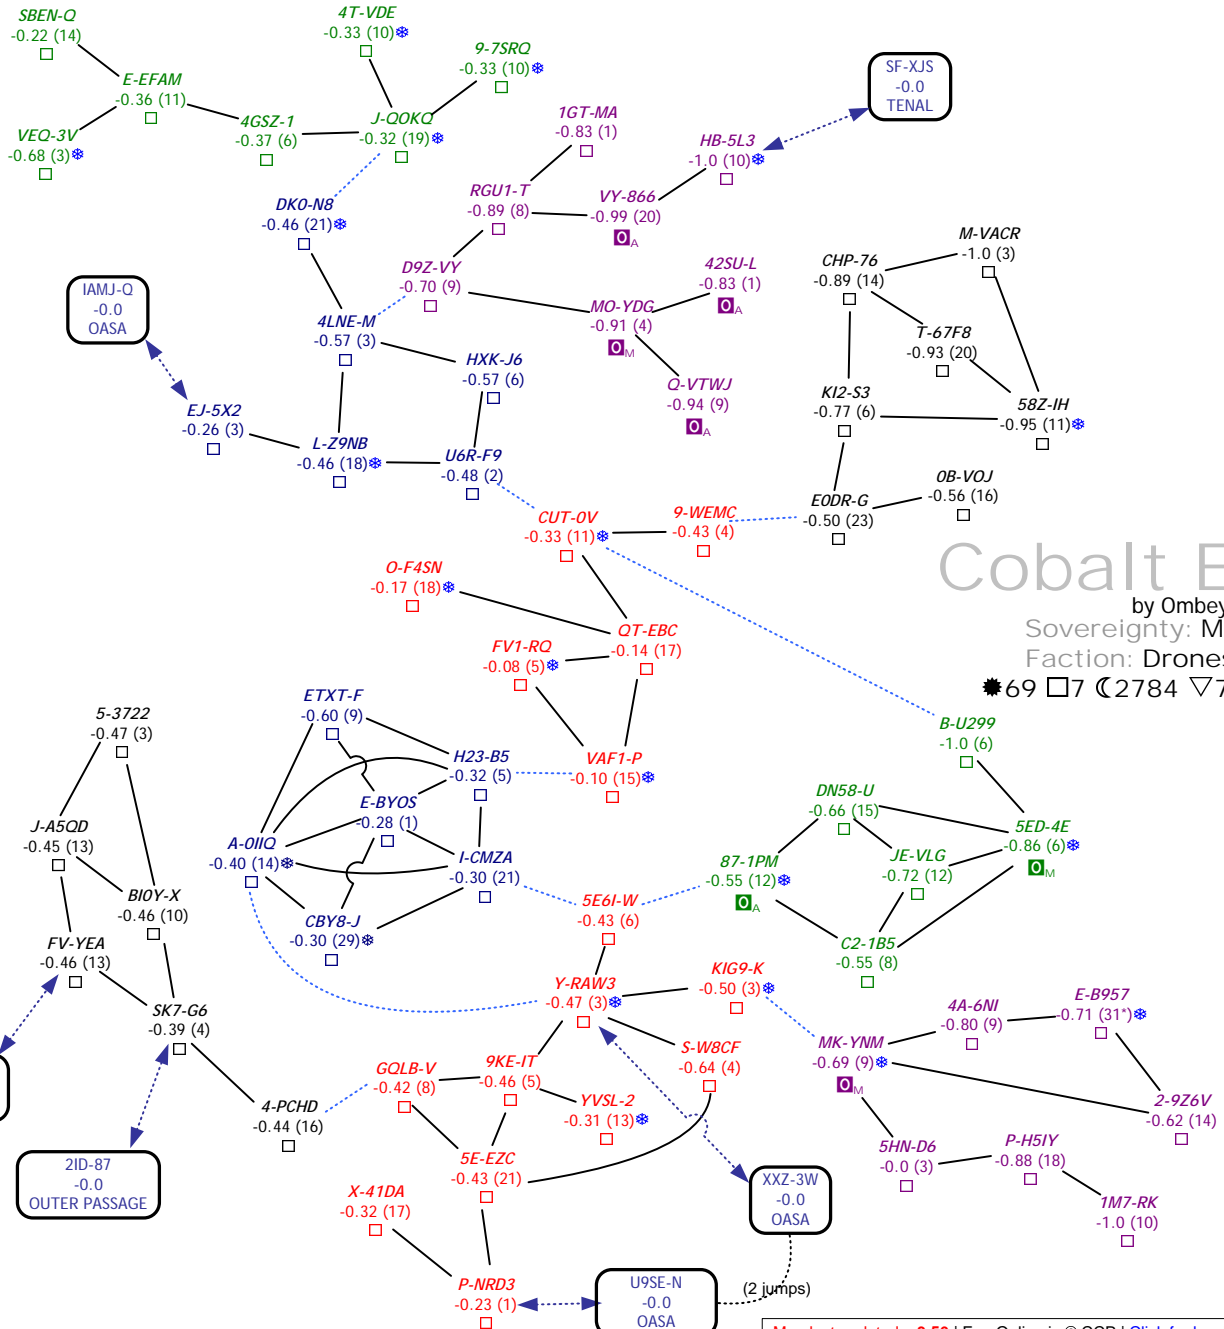 SBEN-Q
-0.22 (14)
4T-VDE
-0.33 (10)
9-7SRQ
-0.33 (10)
E-EFAM
-0.36 (11)
SF-XJS
-0.0
TENAL
VEQ-3V
-0.68 (3)
4GSZ-1
-0.37 (6)
J-QOKQ
-0.32 (19)
1GT-MA
-0.83 (1)
HB-5L3
-1.0 (10)
DK0-N8
-0.46 (21)
RGU1-T
-0.89 (8)
VY-866
-0.99 (20)
0A
M-VACR
-1.0 (3)
CHP-76
-0.89 (14)
D9Z-VY
-0.70 (9)
42SU-L
-0.83 (1)
0A
IAMJ-Q
-0.0
OASA
4LNE-M
-0.57 (3)
MO-YDG
-0.91 (4)
0M
T-67F8
-0.93 (20)
HXK-J6
-0.57 (6)
Q-VTWJ
-0.94 (9)
0A
KI2-S3
-0.77 (6)
58Z-IH
-0.95 (11)
EJ-5X2
-0.26 (3)
L-Z9NB
-0.46 (18)
U6R-F9
-0.48 (2)
0B-VOJ
-0.56 (16)
E0DR-G
-0.50 (23)
CUT-0V
-0.33 (11)
9-WEMC
-0.43 (4)
Cobalt E
by Ombey
Sovereignty: M
Faction: Drones
69 7 2784 7
O-F4SN
-0.17 (18)
QT-EBC
-0.14 (17)
FV1-RQ
-0.08 (5)
ETXT-F
-0.60 (9)
5-3722
-0.47 (3)
B-U299
-1.0 (6)
H23-B5
-0.32 (5)
VAF1-P
-0.10 (15)
DN58-U
-0.66 (15)
E-BYOS
-0.28 (1)
J-A5QD
-0.45 (13)
5ED-4E
-0.86 (6)
0M
A-0IIQ
-0.40 (14)
I-CMZA
-0.30 (21)
87-1PM
-0.55 (12)
0A
JE-VLG
-0.72 (12)
BI0Y-X
-0.46 (10)
5E6I-W
-0.43 (6)
CBY8-J
-0.30 (29)
FV-YEA
-0.46 (13)
C2-1B5
-0.55 (8)
Y-RAW3
-0.47 (3)
KIG9-K
-0.50 (3)
SK7-G6
-0.39 (4)
4A-6NI
-0.80 (9)
E-B957
-0.71 (31*)
MK-YNM
-0.69 (9)
0M
GQLB-V
-0.42 (8)
9KE-IT
-0.46 (5)
S-W8CF
-0.64 (4)
4-PCHD
-0.44 (16)
YVSL-2
-0.31 (13)
2-9Z6V
-0.62 (14)
2ID-87
-0.0
OUTER PASSAGE
5E-EZC
-0.43 (21)
5HN-D6
-0.0 (3)
P-H5IY
-0.88 (18)
X-41DA
-0.32 (17)
XXZ-3W
-0.0
OASA
1M7-RK
-1.0 (10)
P-NRD3
-0.23 (1)
U9SE-N
-0.0
OASA
(2 jumps)